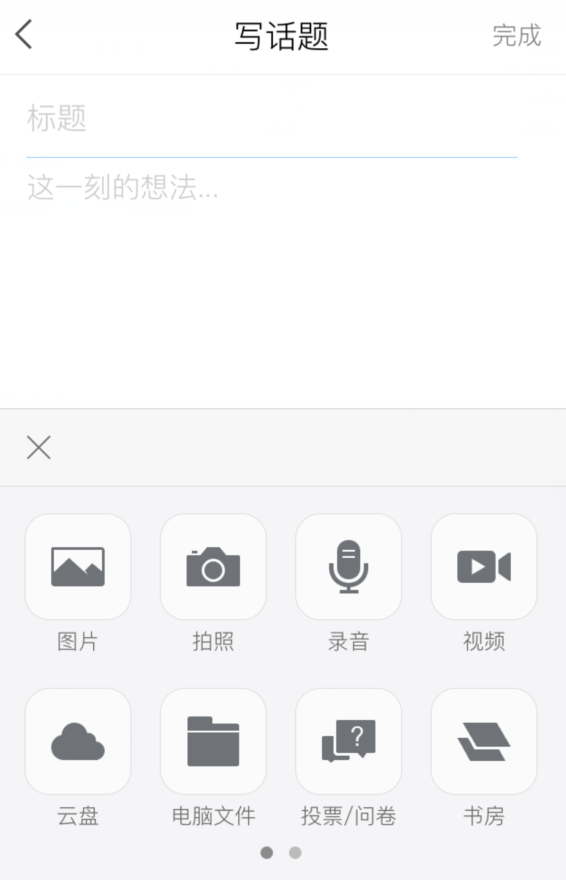 写话题 完成
标题
这一刻的想法...
图片 拍照 录音 视频
?
云盘 电脑文件 投票/问卷 书房